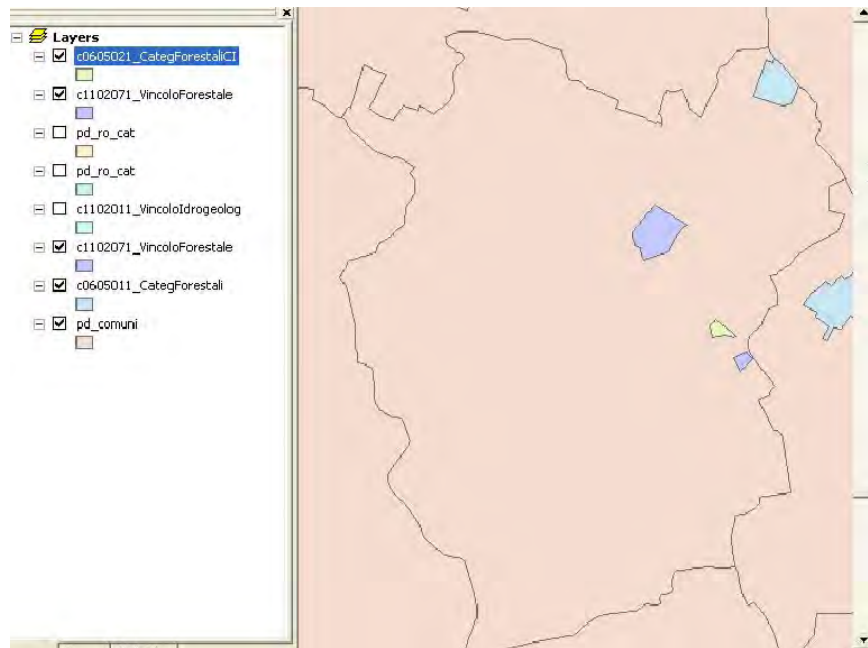 Layers
c0605021_CategForestaliCI
c1102071_VincoloForestale
pd_ro_cat
pd_ro_cat
c1102011_VincoloIdrogeolog
c1102071_VincoloForestale
c0605011_CategForestali
pd_comuni